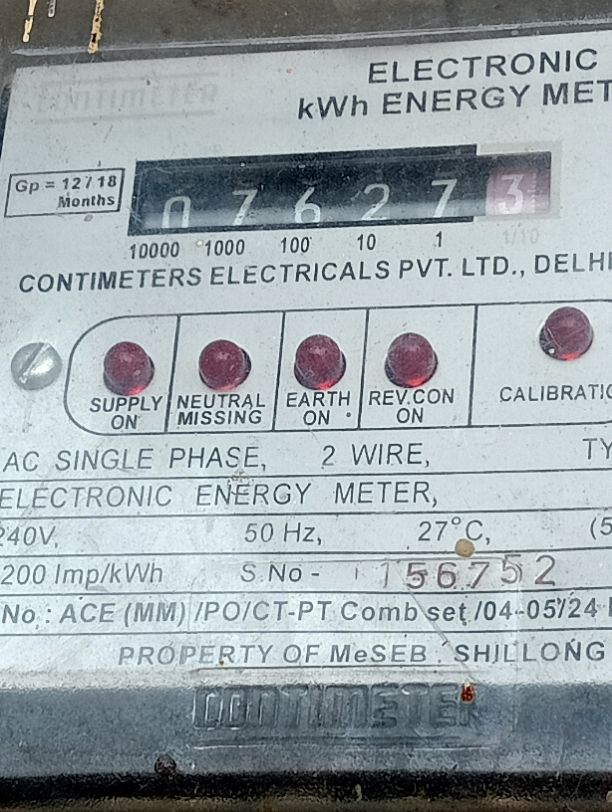 CONTIMETER
ELECTRONIC
kWh ENERGY MET
Gp = 12/18
Months
0 7 6 2 7 3
10000 1000 100 10 1 1/10
CONTIMETERS ELECTRICALS PVT. LTD., DELHI
SUPPLY ON
NEUTRAL MISSING
EARTH ON
REV.CON ON
CALIBRATIO
AC SINGLE PHASE, 2 WIRE, TY
ELECTRONIC ENERGY METER,
240V, 50 Hz, 27°C, (5
200 Imp/kWh S.No - 156752
No.: ACE (MM) /PO/CT-PT Comb set /04-05/24
PROPERTY OF MeSEB. SHILLONG
CONTIMETER